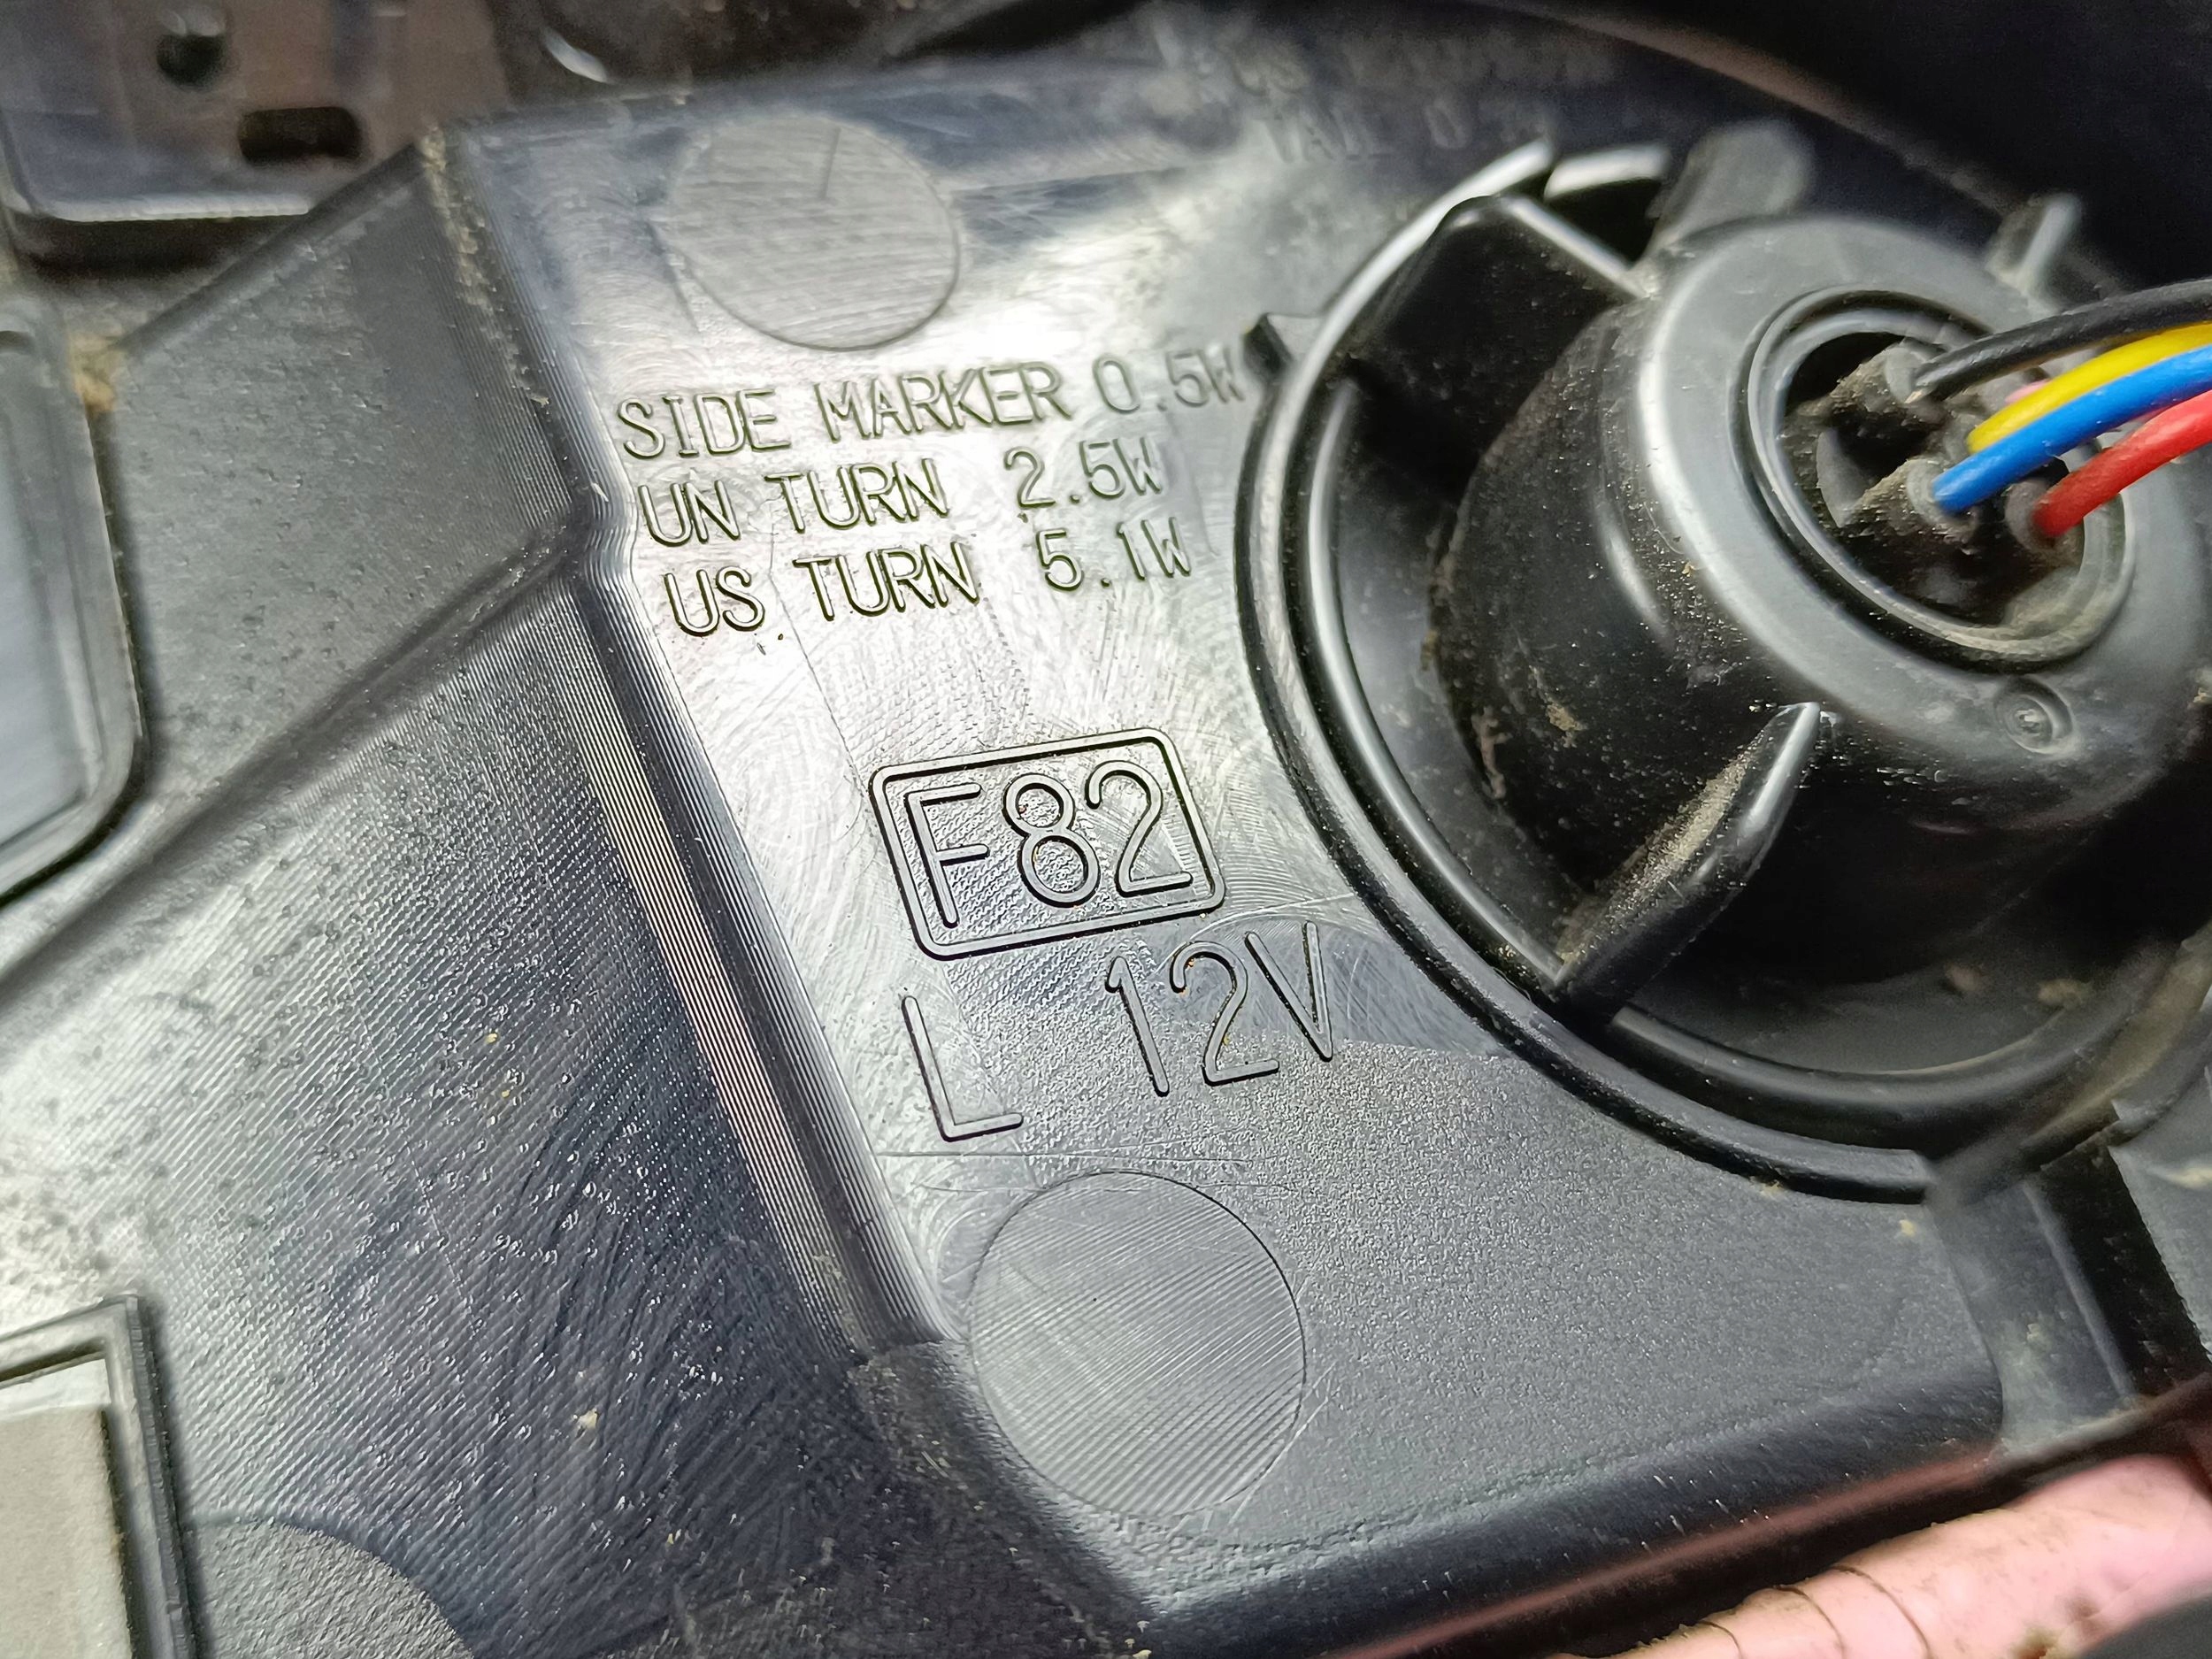 SIDE MARKER 0.5W
UN TURN 2.5W
US TURN 5.1W
F82
L 12V